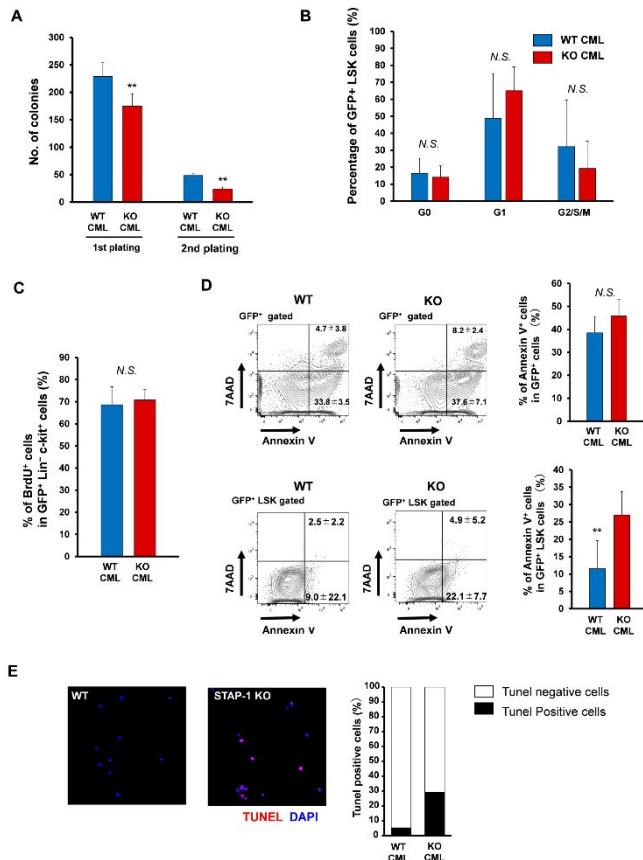 A
No. of colonies
300
250
200
150
100
50
0
**
**
WT CML
KO CML
WT CML
KO CML
1st plating
2nd plating
B
Percentage of GFP+ LSK cells (%)
100
90
80
70
60
50
40
30
20
10
0
WT CML
KO CML
N.S.
N.S.
N.S.
G0
G1
G2/S/M
C
% of BrdU⁺ cells
in GFP⁺ Lin⁻ c-kit⁺ cells (%)
100
90
80
70
60
50
40
30
20
10
0
N.S.
WT CML
KO CML
D
WT
KO
GFP⁺ gated
GFP⁺ gated
4.7±3.8
8.2±2.4
33.8±3.5
37.6±7.1
7AAD
7AAD
Annexin V
Annexin V
% of Annexin V⁺ cells
in GFP⁺ cells (%)
60
50
40
30
20
10
0
N.S.
WT CML
KO CML
WT
KO
GFP⁺ LSK gated
GFP⁺ LSK gated
2.5±2.2
4.9±5.2
9.0±22.1
22.1±7.7
7AAD
7AAD
Annexin V
Annexin V
% of Annexin V⁺ cells
in GFP⁺ LSK cells (%)
40
30
20
10
0
**
WT CML
KO CML
E
WT
STAP-1 KO
TUNEL DAPI
Tunel positive cells (%)
100
90
80
70
60
50
40
30
20
10
0
WT CML
KO CML
Tunel negative cells
Tunel Positive cells